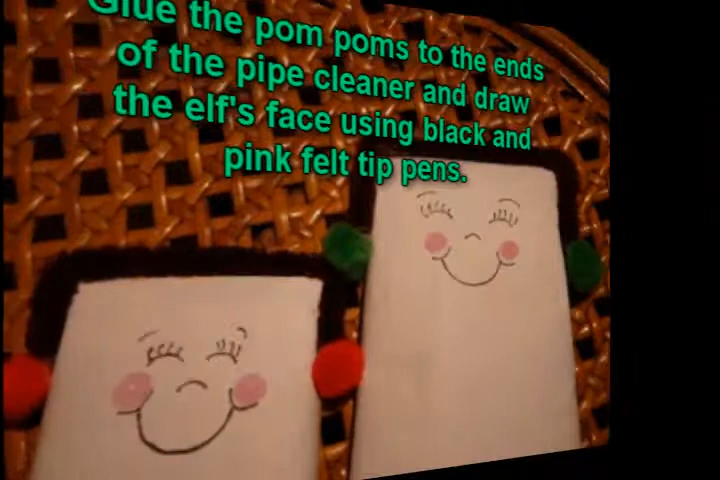 Glue the pom poms to the ends
of the pipe cleaner and draw
the elf's face using black and
pink felt tip pens.